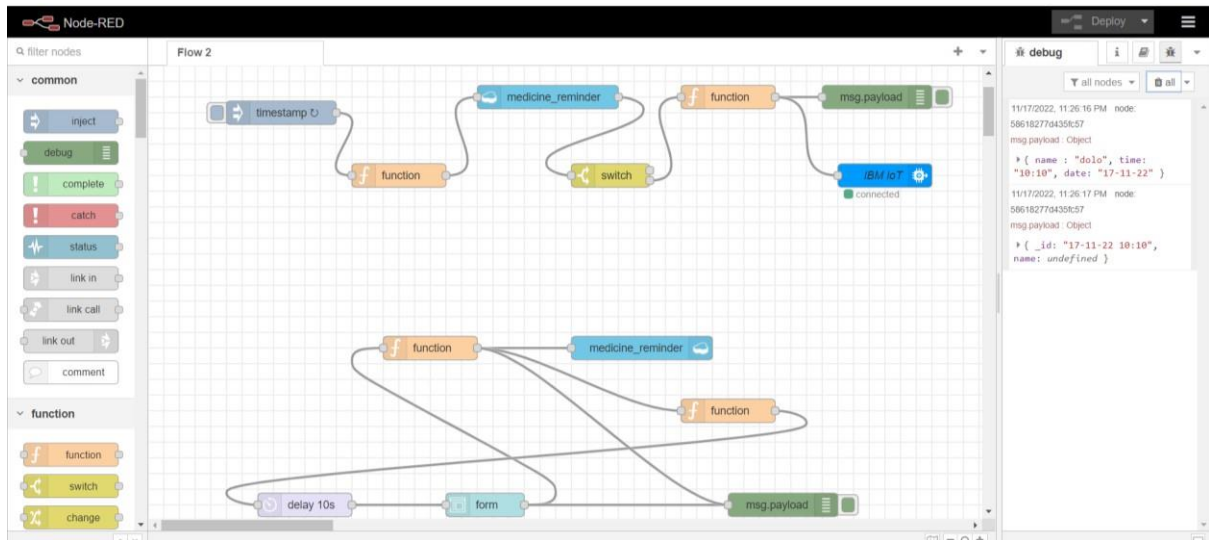 Node-RED
Deploy
filter nodes
common
inject
debug
complete
catch
status
link in
link call
link out
comment
function
function
switch
change
Flow 2
timestamp ↻
function
medicine_reminder
switch
function
msg.payload
IBM IoT
connected
function
medicine_reminder
function
delay 10s
form
msg.payload
debug
i
all nodes
all
11/17/2022, 11:26:16 PM node:
58618277d435fc57
msg.payload : Object
{ name : "dolo", time:
"10:10", date: "17-11-22" }
11/17/2022, 11:26:17 PM node:
58618277d435fc57
msg.payload : Object
{ _id: "17-11-22 10:10",
name: undefined }